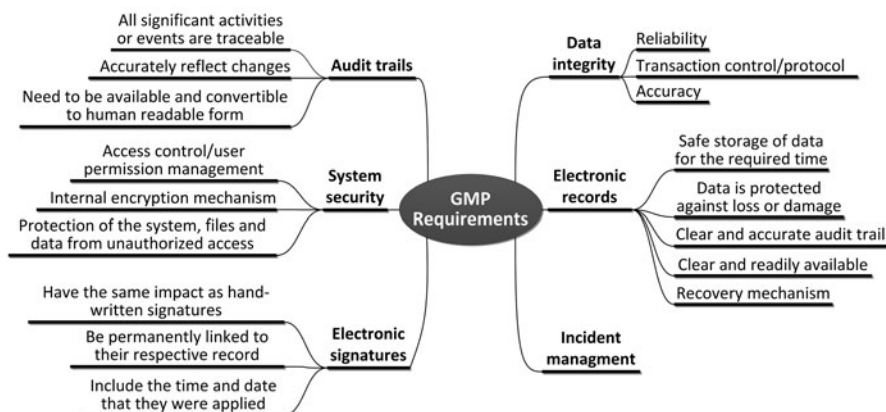 All significant activities
or events are traceable
Accurately reflect changes
Need to be available and convertible
to human readable form
Audit trails
Access control/user
permission management
Internal encryption mechanism
Protection of the system, files and
data from unauthorized access
System
security
Have the same impact as hand-
written signatures
Be permanently linked to
their respective record
Include the time and date
that they were applied
Electronic
signatures
GMP
Requirements
Data
integrity
Reliability
Transaction control/protocol
Accuracy
Electronic
records
Safe storage of data
for the required time
Data is protected
against loss or damage
Clear and accurate audit trail
Clear and readily available
Recovery mechanism
Incident
managment